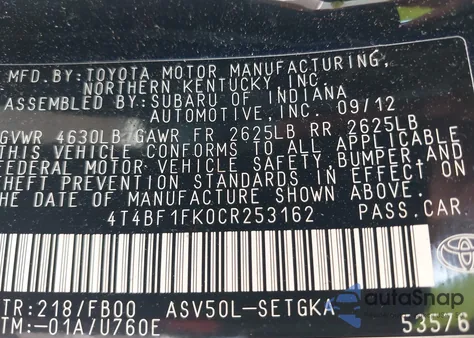 MFD.BY:TOYOTA MOTOR MANUFACTURING,
NORTHERN KENTUCKY,INC.
ASSEMBLED BY:SUBARU OF INDIANA
AUTOMOTIVE,INC. 09/12
GVWR 4630LB GAWR FR 2625LB RR 2625LB
THIS VEHICLE CONFORMS TO ALL APPLICABLE
FEDERAL MOTOR VEHICLE SAFETY,BUMPER,AND
THEFT PREVENTION STANDARDS IN EFFECT ON
THE DATE OF MANUFACTURE SHOWN ABOVE.
4T4BF1FK0CR253162 PASS.CAR
TR:218/FB00 ASV50L-SETGKA
TM:-01A/U760E 53576
autaSnap